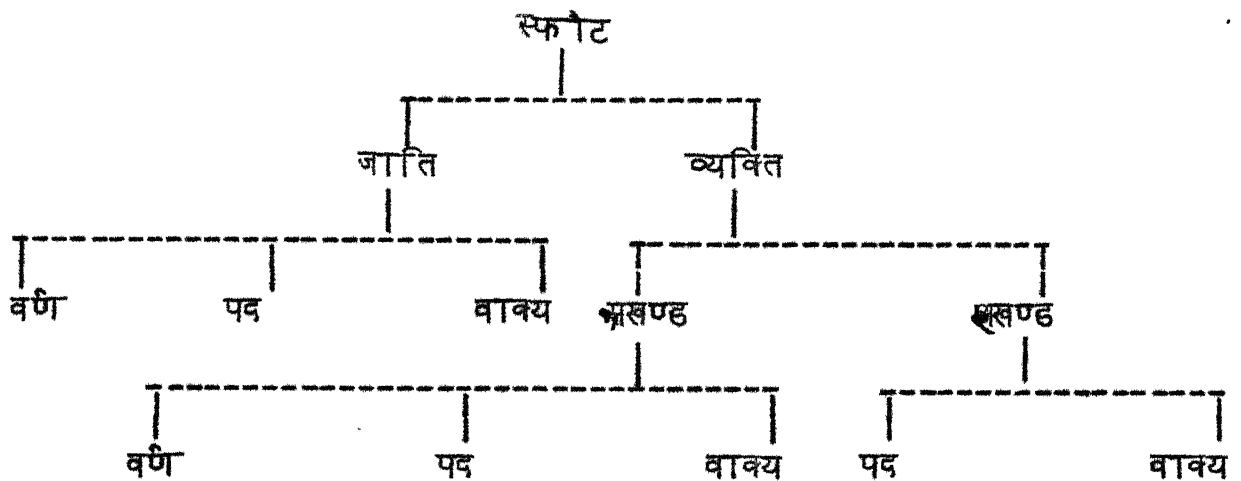 स्फोट
जाति व्यक्ति
वर्ण पद वाक्य
वर्ण पद वाक्य पद वाक्य